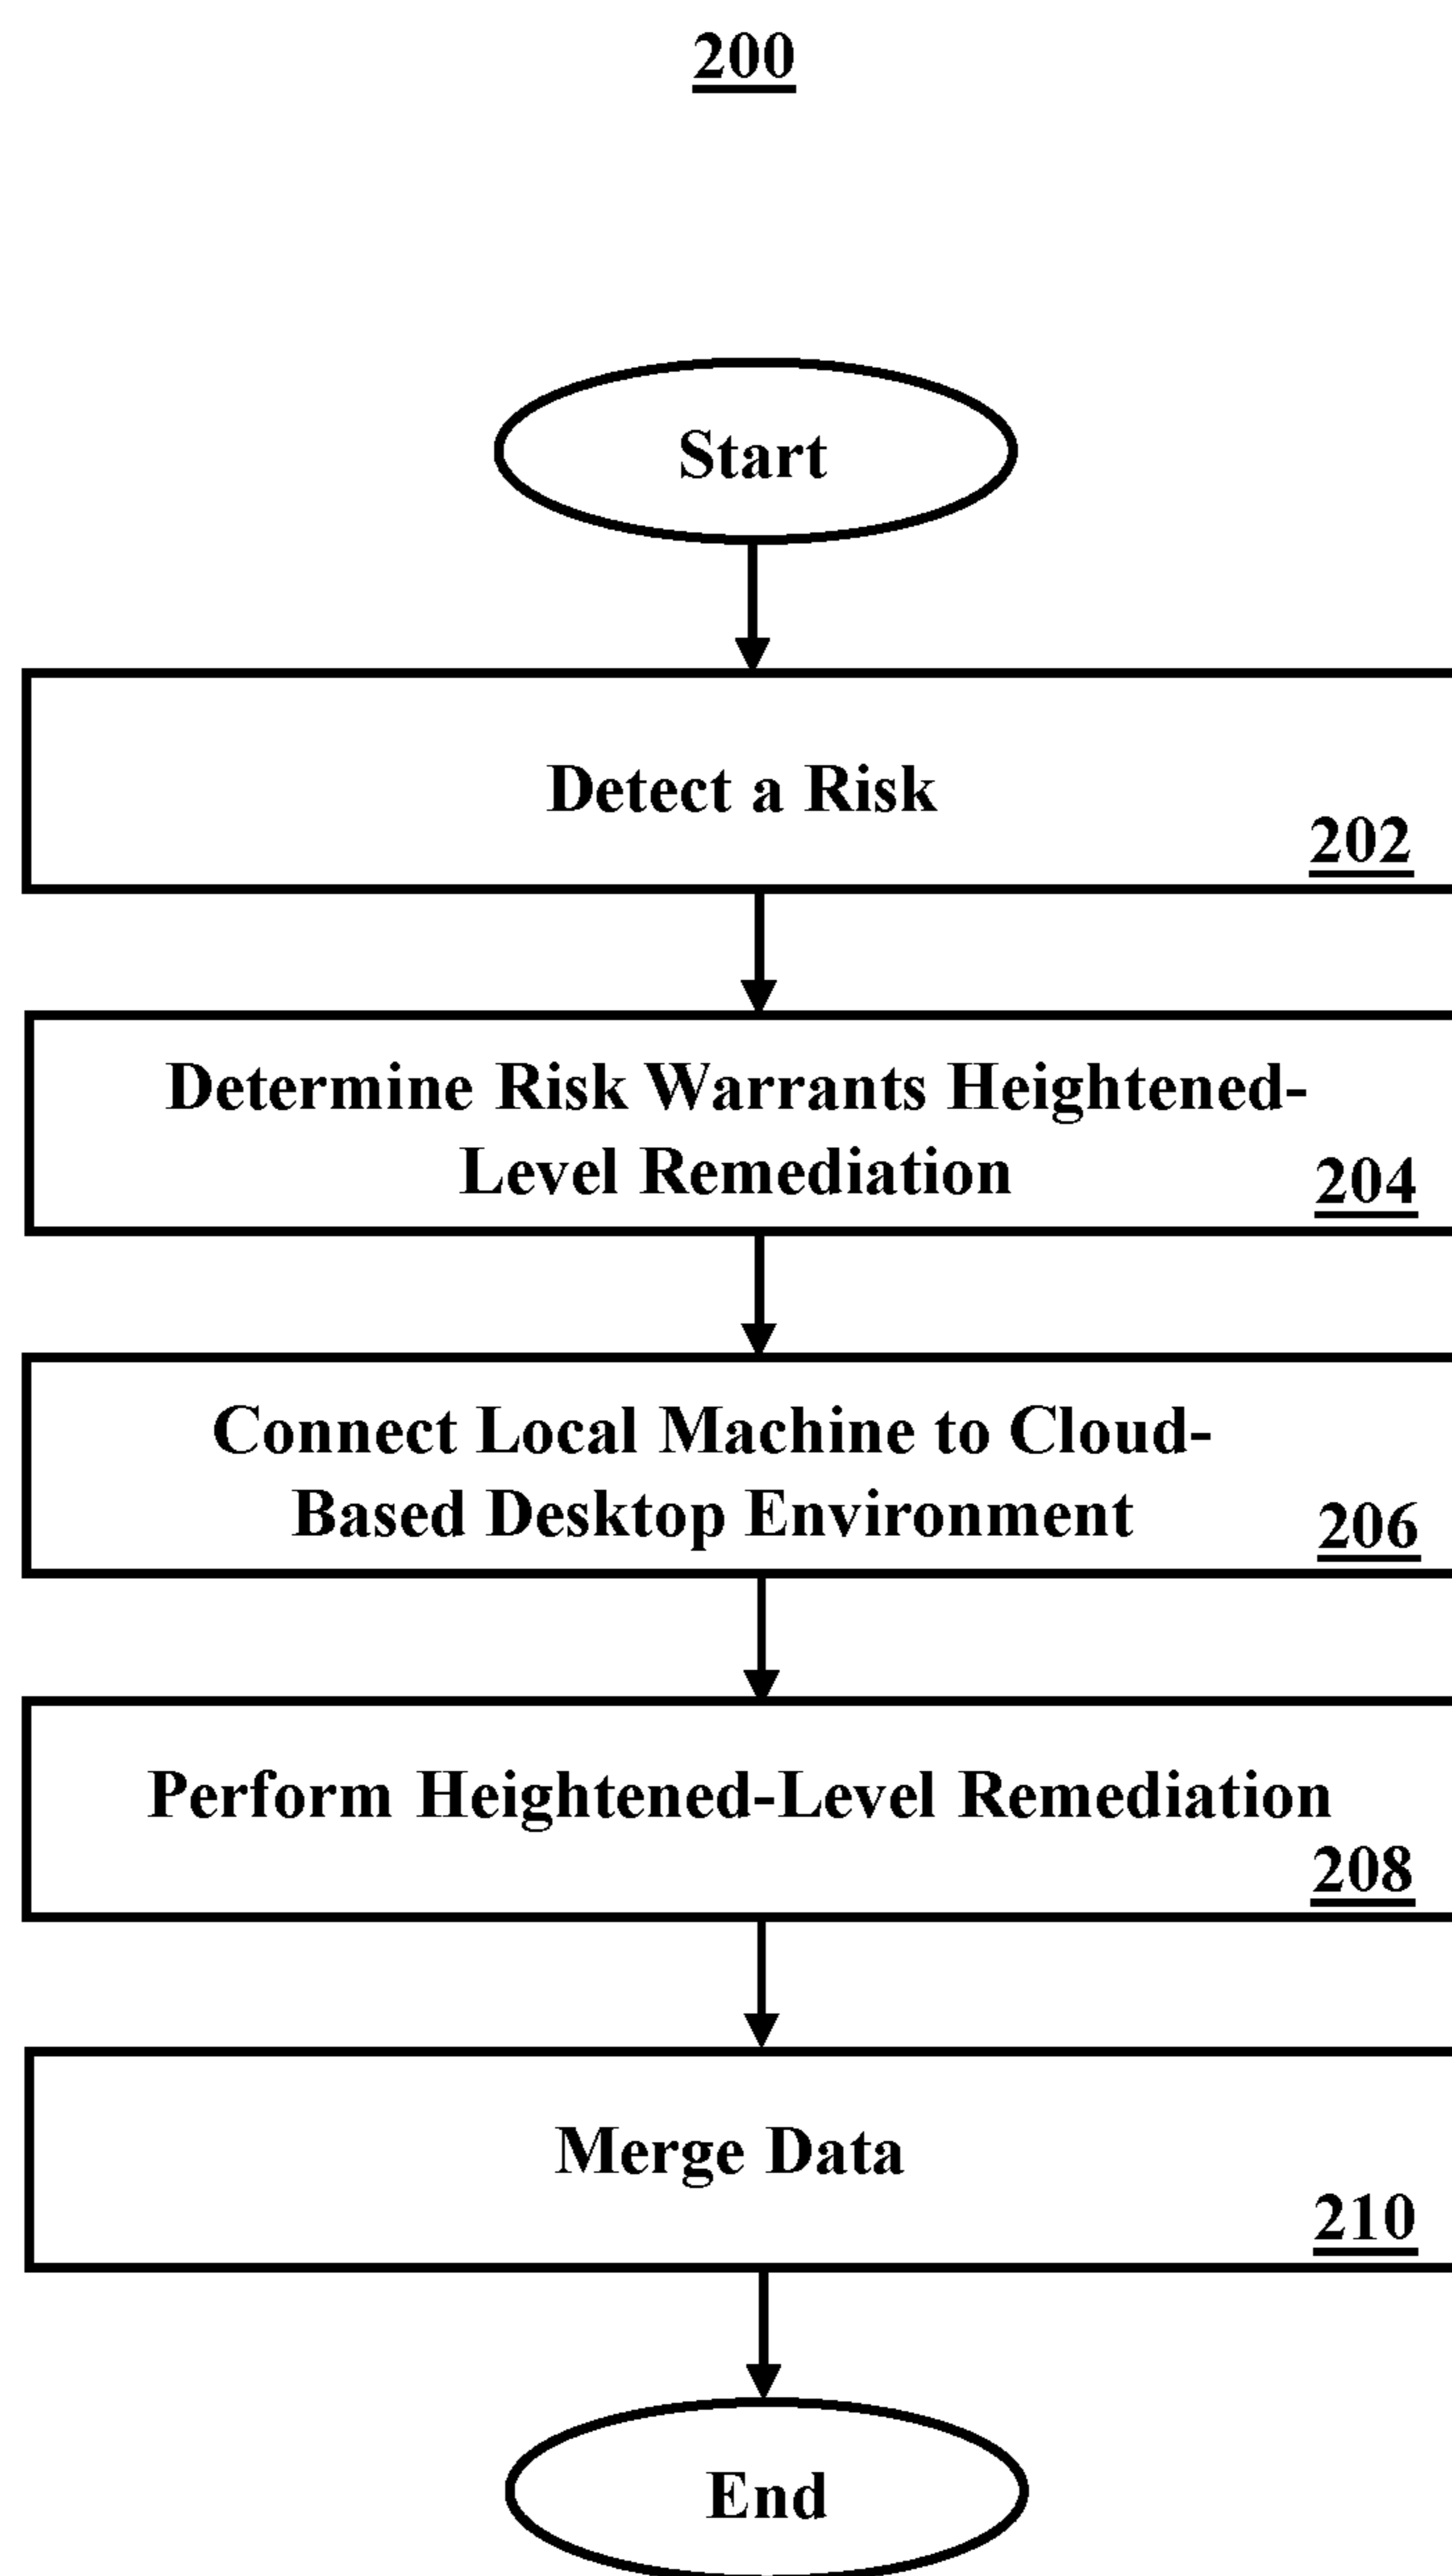 200
Start
Detect a Risk
202
Determine Risk Warrants Heightened-
Level Remediation
204
Connect Local Machine to Cloud-
Based Desktop Environment
206
Perform Heightened-Level Remediation
208
Merge Data
210
End